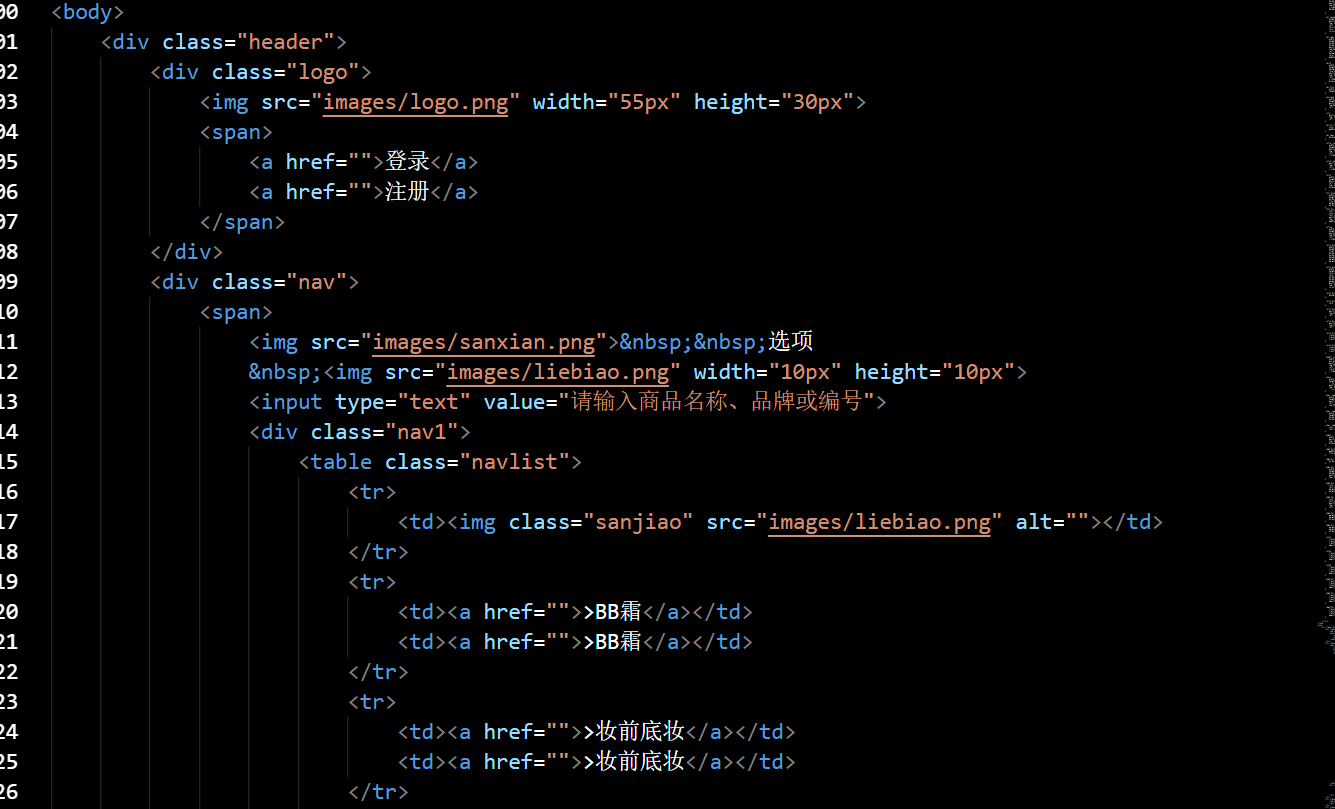 00 <body>
01 <div class="header">
02 <div class="logo">
03 <img src="images/logo.png" width="55px" height="30px">
04 <span>
05 <a href="">登录</a>
06 <a href="">注册</a>
07 </span>
08 </div>
09 <div class="nav">
10 <span>
11 <img src="images/sanxian.png">&nbsp;&nbsp;选项
12 &nbsp;<img src="images/liebiao.png" width="10px" height="10px">
13 <input type="text" value="请输入商品名称、品牌或编号">
14 <div class="nav1">
15 <table class="navlist">
16 <tr>
17 <td><img class="sanjiao" src="images/liebiao.png" alt=""></td>
18 </tr>
19 <tr>
20 <td><a href="">>BB霜</a></td>
21 <td><a href="">>BB霜</a></td>
22 </tr>
23 <tr>
24 <td><a href="">>妆前底妆</a></td>
25 <td><a href="">>妆前底妆</a></td>
26 </tr>